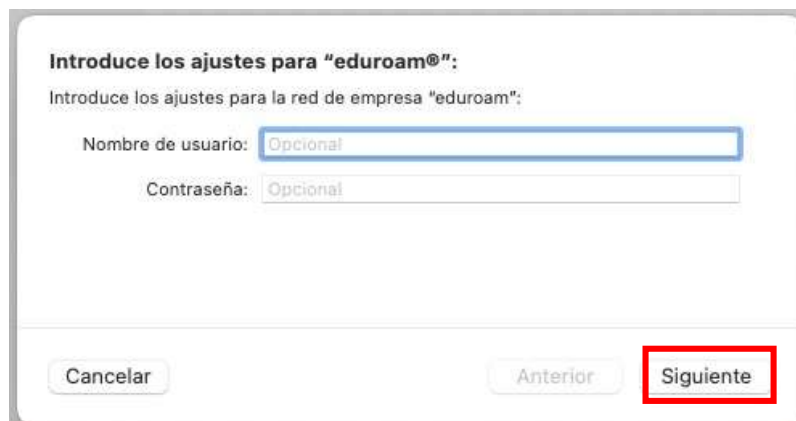 Introduce los ajustes para “eduroam®”:
Introduce los ajustes para la red de empresa “eduroam”:
Nombre de usuario: Opcional
Contraseña: Opcional
Cancelar Anterior Siguiente